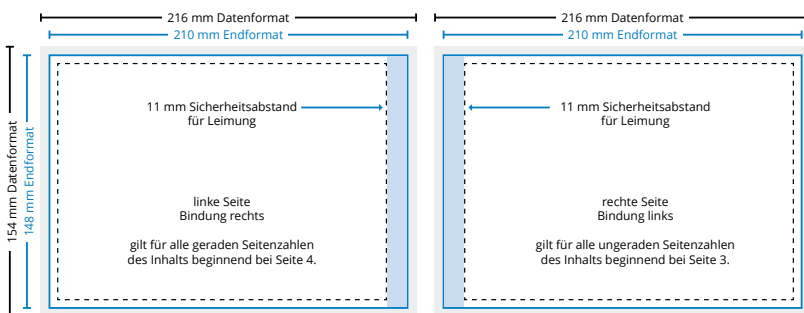 216 mm Datenformat
210 mm Endformat
154 mm Datenformat
148 mm Endformat
11 mm Sicherheitsabstand
für Leimung
linke Seite
Bindung rechts
gilt für alle geraden Seitenzahlen
des Inhalts beginnend bei Seite 4.
216 mm Datenformat
210 mm Endformat
11 mm Sicherheitsabstand
für Leimung
rechte Seite
Bindung links
gilt für alle ungeraden Seitenzahlen
des Inhalts beginnend bei Seite 3.